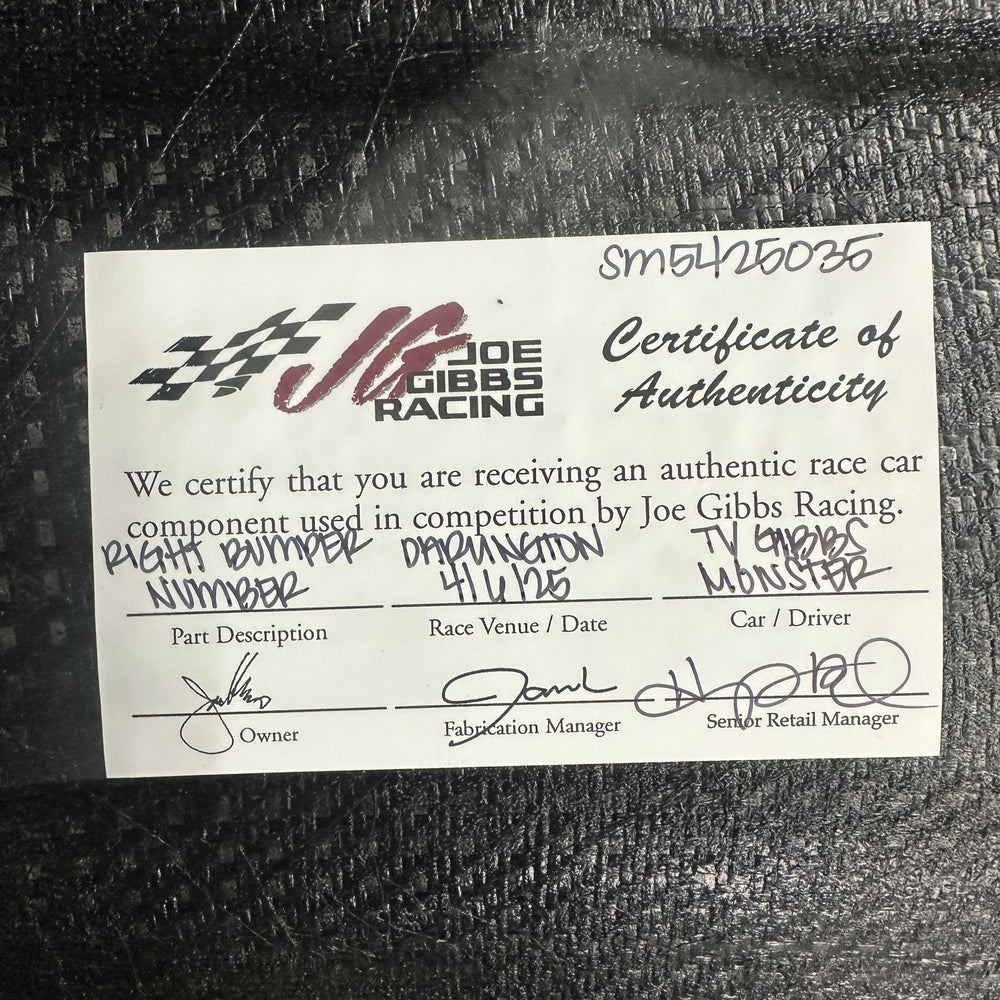 SM5425035
JG JOE
GIBBS
RACING
Certificate of
Authenticity
We certify that you are receiving an authentic race car
component used in competition by Joe Gibbs Racing.
RIGHT BUMPER
NUMBER
DARLINGTON
4/6/25
TY GIBBS
MONSTER
Part Description
Race Venue / Date
Car / Driver
Owner
Fabrication Manager
Senior Retail Manager